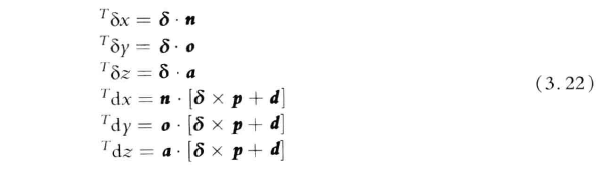 ᵀδx = δ · n
ᵀδy = δ · o
ᵀδz = δ · a
ᵀdx = n · [δ × p + d]
ᵀdy = o · [δ × p + d]
ᵀdz = a · [δ × p + d]
(3.22)